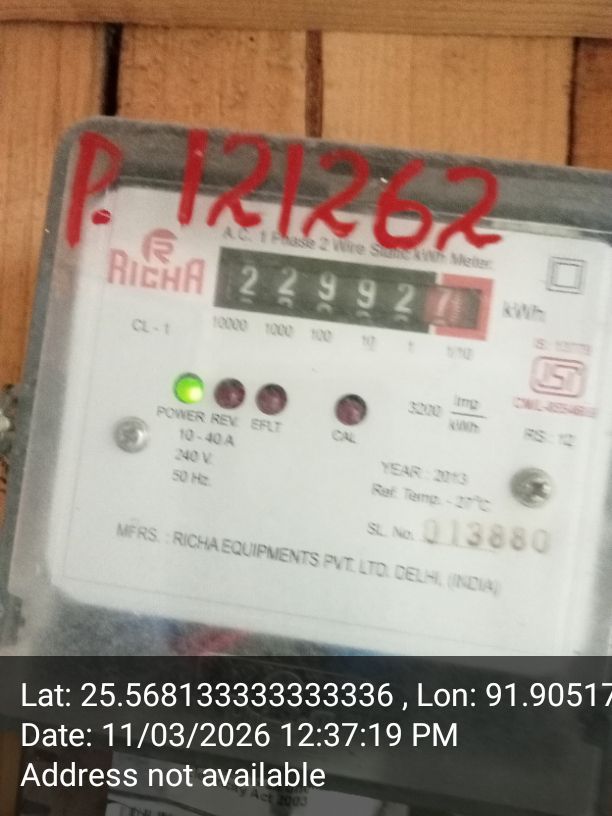 P. 121262
A.C. 1 Phase 2 Wire Static kWh Meter.
RICHA
2 2 9 9 2 7
kWh
CL - 1
10000 1000 100 10 1 1/10
POWER REV. EFLT CAL
3200 Imp/kWh
10 - 40 A
240 V.
50 Hz.
RIS : 12
YEAR : 2013
Ref. Temp. - 27°C
SL. No. 013880
MFRS. : RICHA EQUIPMENTS PVT. LTD. DELHI, (INDIA)
Lat: 25.568133333333336 , Lon: 91.90517
Date: 11/03/2026 12:37:19 PM
Address not available
Act 2003